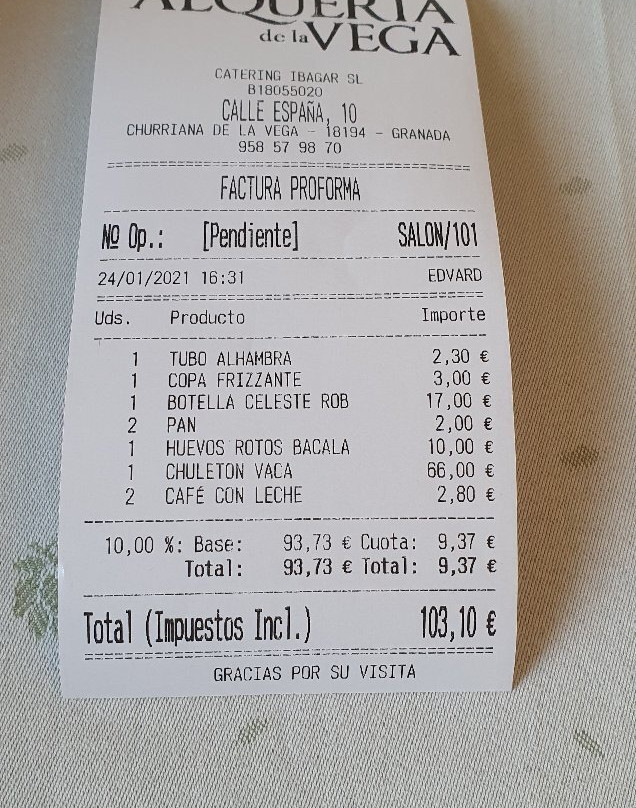 ALQUERÍA
de la VEGA
CATERING IBAGAR SL
B18055020
CALLE ESPAÑA, 10
CHURRIANA DE LA VEGA - 18194 - GRANADA
958 57 98 70
FACTURA PROFORMA
Nº Op.: [Pendiente] SALON/101
24/01/2021 16:31 EDVARD
Uds. Producto Importe
1 TUBO ALHAMBRA 2,30 €
1 COPA FRIZZANTE 3,00 €
1 BOTELLA CELESTE ROB 17,00 €
2 PAN 2,00 €
1 HUEVOS ROTOS BACALA 10,00 €
1 CHULETON VACA 66,00 €
2 CAFÉ CON LECHE 2,80 €
10,00 %: Base: 93,73 € Cuota: 9,37 €
Total: 93,73 € Total: 9,37 €
Total (Impuestos Incl.) 103,10 €
GRACIAS POR SU VISITA